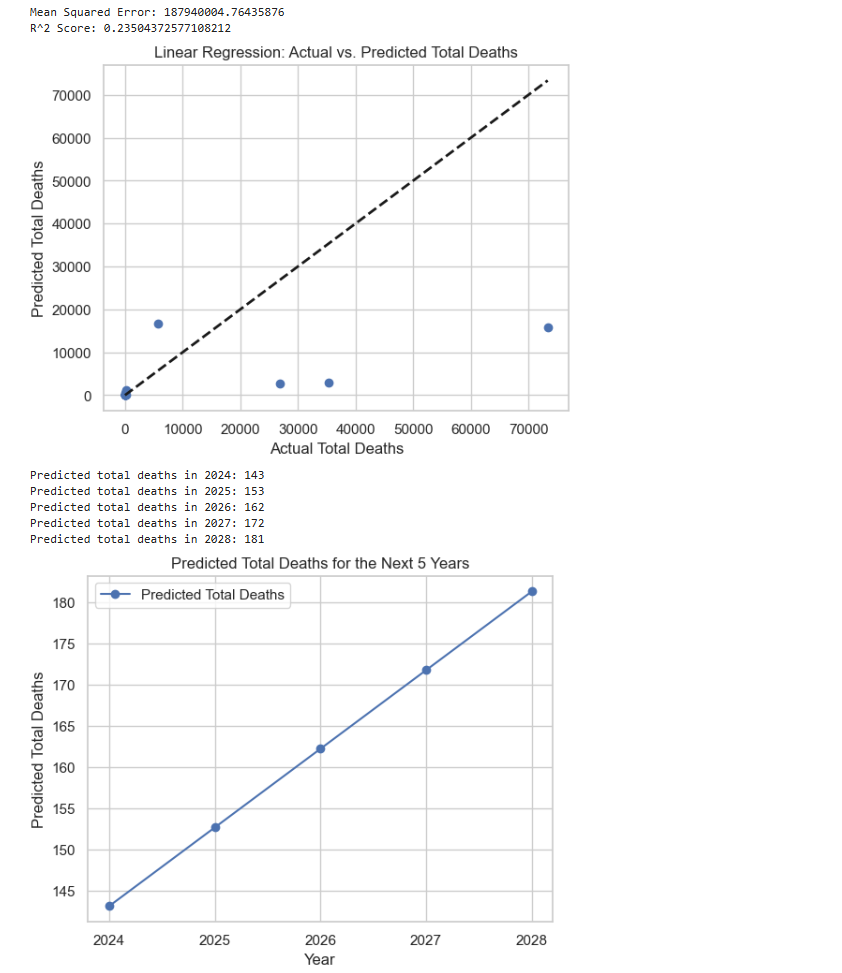 Mean Squared Error: 187940004.76435876
R^2 Score: 0.23504372577108212
Linear Regression: Actual vs. Predicted Total Deaths
Predicted Total Deaths
70000
60000
50000
40000
30000
20000
10000
0
0 10000 20000 30000 40000 50000 60000 70000
Actual Total Deaths
Predicted total deaths in 2024: 143
Predicted total deaths in 2025: 153
Predicted total deaths in 2026: 162
Predicted total deaths in 2027: 172
Predicted total deaths in 2028: 181
Predicted Total Deaths for the Next 5 Years
Predicted Total Deaths
Predicted Total Deaths
180
175
170
165
160
155
150
145
2024 2025 2026 2027 2028
Year